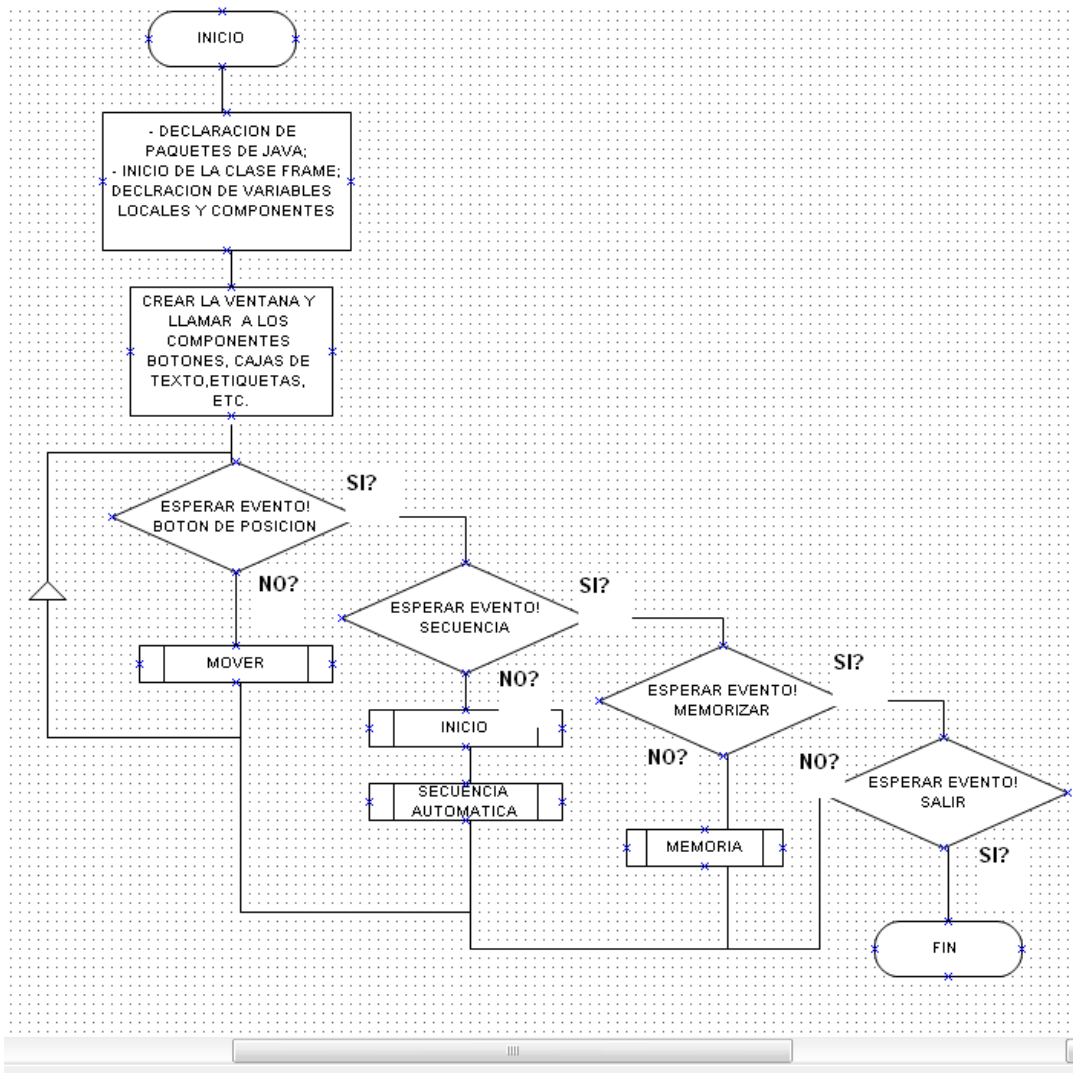 INICIO
- DECLARACION DE
PAQUETES DE JAVA;
- INICIO DE LA CLASE FRAME;
DECLRACION DE VARIABLES
LOCALES Y COMPONENTES
CREAR LA VENTANA Y
LLAMAR A LOS
COMPONENTES
BOTONES, CAJAS DE
TEXTO,ETIQUETAS,
ETC.
SI?
ESPERAR EVENTO!
BOTON DE POSICION
NO?
MOVER
SI?
ESPERAR EVENTO!
SECUENCIA
NO?
INICIO
SECUENCIA
AUTOMATICA
SI?
ESPERAR EVENTO!
MEMORIZAR
NO?
MEMORIA
NO?
ESPERAR EVENTO!
SALIR
SI?
FIN